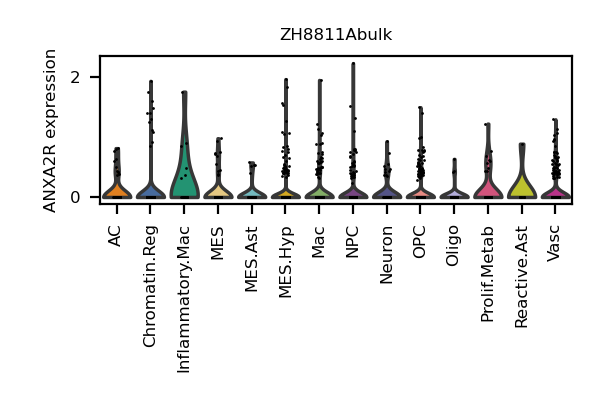 ZH8811Abulk
ANXA2R expression
2
0
AC
Chromatin.Reg
Inflammatory.Mac
MES
MES.Ast
MES.Hyp
Mac
NPC
Neuron
OPC
Oligo
Prolif.Metab
Reactive.Ast
Vasc